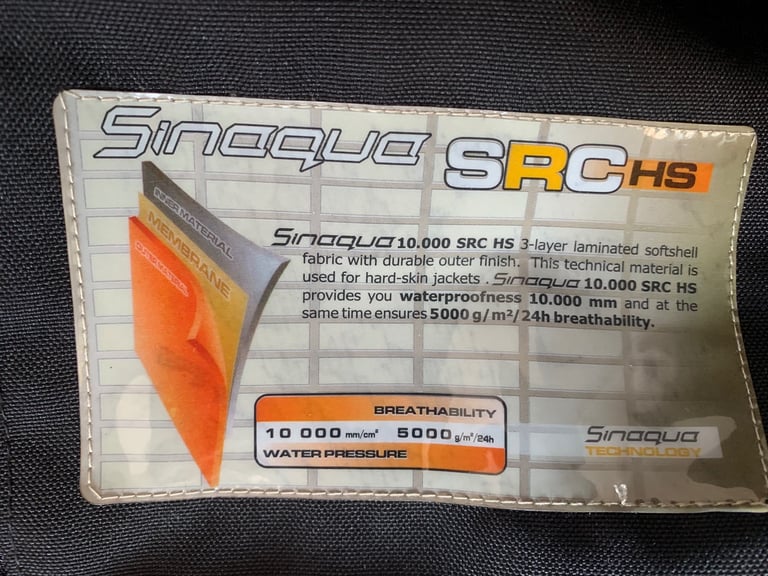 Sinaqua SRC HS
INNER MATERIAL
MEMBRANE
OUTER MATERIAL
Sinaqua 10.000 SRC HS 3-layer laminated softshell
fabric with durable outer finish. This technical material is
used for hard-skin jackets . Sinaqua 10.000 SRC HS
provides you waterproofness 10.000 mm and at the
same time ensures 5000 g/m²/24h breathability.
BREATHABILITY
10 000 mm/cm² 5000 g/m²/24h
WATER PRESSURE
Sinaqua
TECHNOLOGY